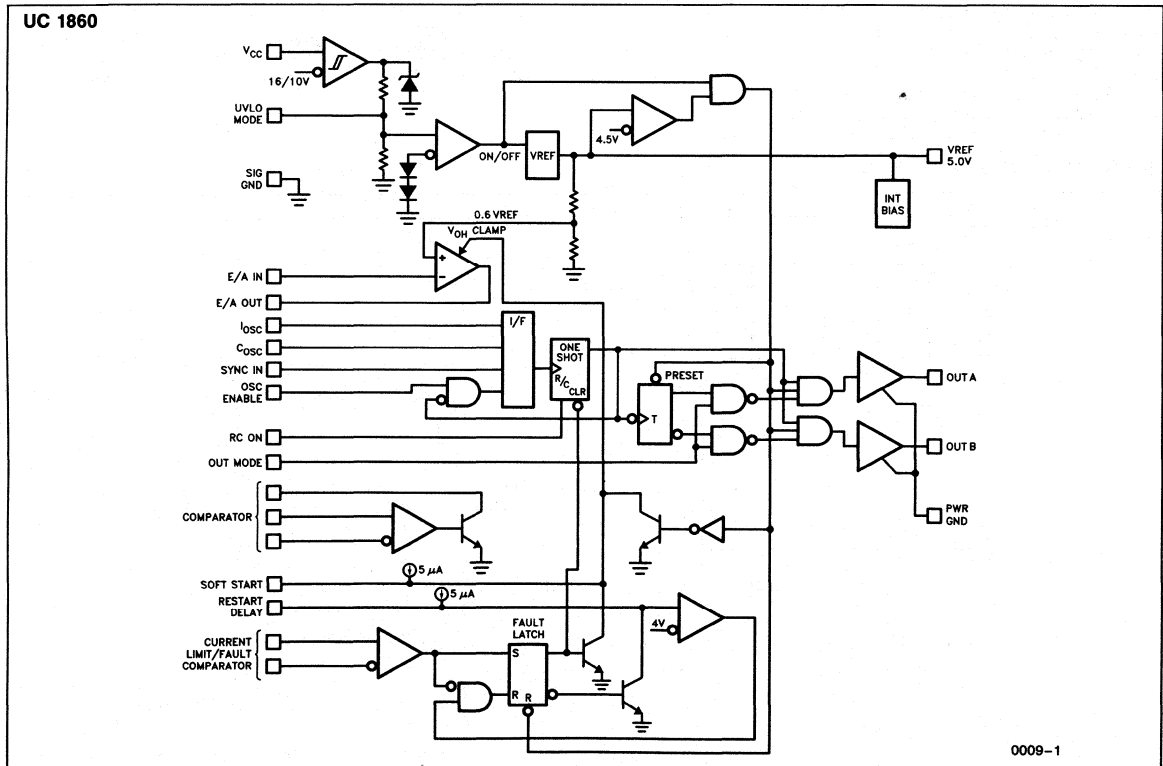 UC 1860
VCC
16/10V
UVLO
MODE
4.5V
ON/OFF
VREF
VREF
5.0V
SIG
GND
INT
BIAS
0.6 VREF
VOH CLAMP
+
−
E/A IN
E/A OUT
IOSC
COSC
SYNC IN
OSC
ENABLE
I/F
ONE
SHOT
R/C
CLR
PRESET
T
OUT A
RC ON
OUT B
OUT MODE
COMPARATOR
PWR
GND
5 μA
SOFT START
5 μA
RESTART
DELAY
4V
FAULT
LATCH
CURRENT
LIMIT/FAULT
COMPARATOR
S
R
R
0009-1